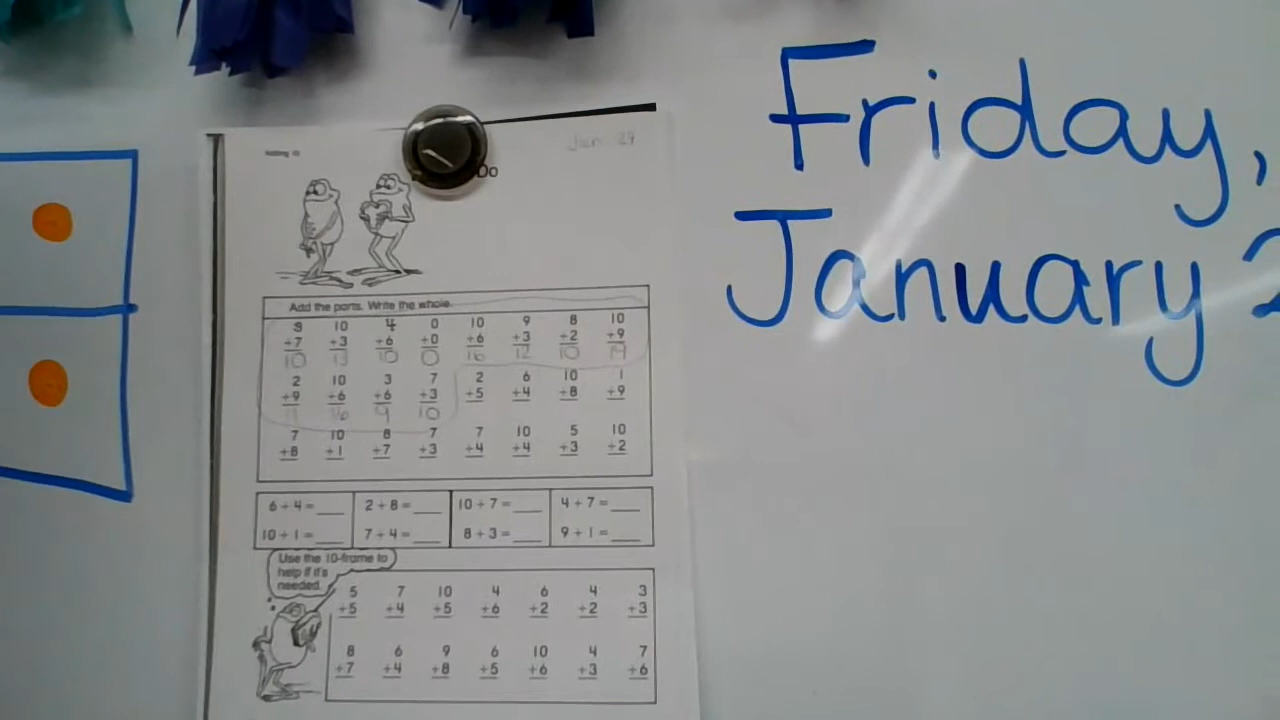 Friday,
January 2
Adding 10
Jan 29
Do
Add the parts. Write the whole.
10 4 0 10 9 8 10
+7 +3 +6 +0 +6 +3 +2 +9
10 13 10 0 16 12 10 19
2 10 3 7 2 6 10 1
+9 +6 +6 +3 +5 +4 +8 +9
16 9 10
7 10 8 7 7 10 5 10
+8 +1 +7 +3 +4 +4 +3 +2
6 + 4 = ___ 2 + 8 = ___ 10 + 7 = ___ 4 + 7 = ___
10 + 1 = ___ 7 + 4 = ___ 8 + 3 = ___ 9 + 1 = ___
Use the 10-frame to
help if it's
needed.
5 7 10 4 6 4 3
+5 +4 +5 +6 +2 +2 +3
8 6 9 6 10 4 7
+7 +4 +8 +5 +6 +3 +6